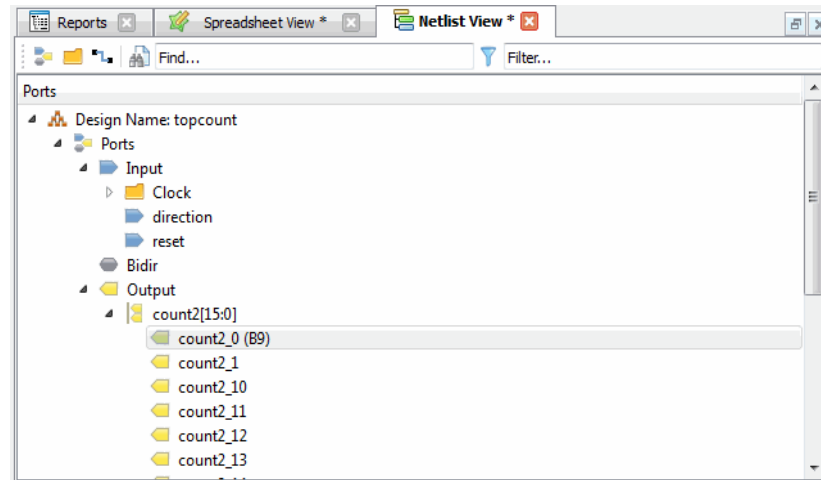 Reports Spreadsheet View * Netlist View *
Find... Filter...
Ports
Design Name: topcount
Ports
Input
Clock
direction
reset
Bidir
Output
count2[15:0]
count2_0 (B9)
count2_1
count2_10
count2_11
count2_12
count2_13